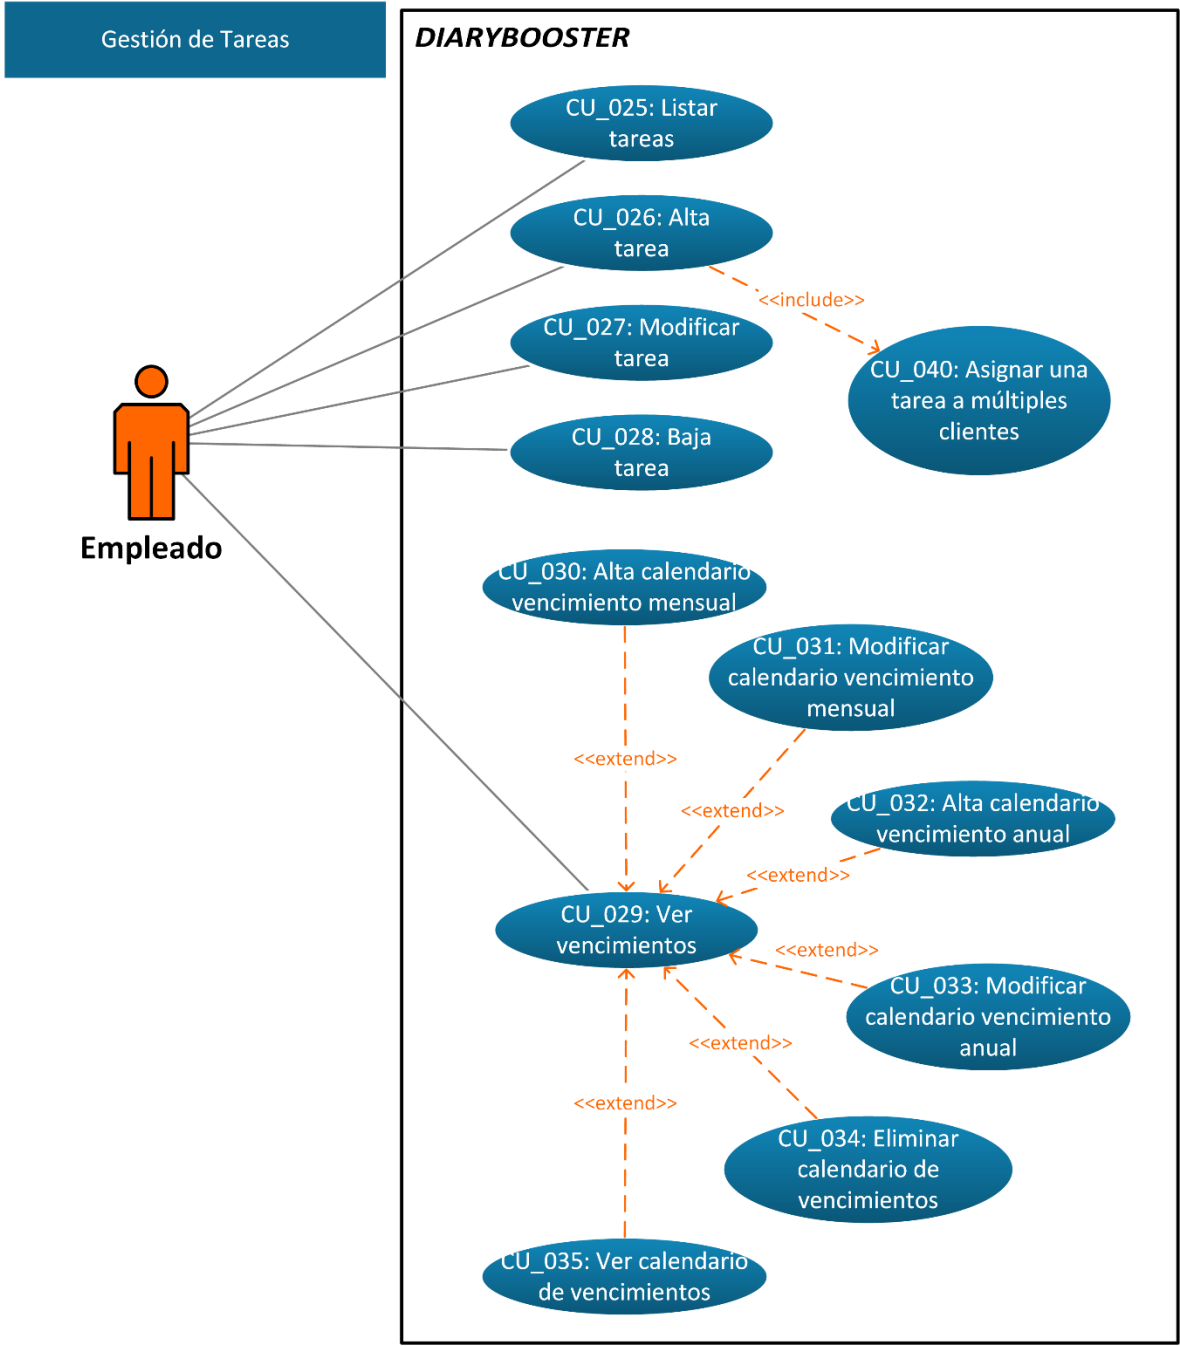 Gestión de Tareas
DIARYBOOSTER
CU_025: Listar
tareas
CU_026: Alta
tarea
<<include>>
CU_027: Modificar
tarea
CU_040: Asignar una
tarea a múltiples
clientes
CU_028: Baja
tarea
Empleado
CU_030: Alta calendario
vencimiento mensual
CU_031: Modificar
calendario vencimiento
mensual
<<extend>>
<<extend>>
CU_032: Alta calendario
vencimiento anual
<<extend>>
CU_029: Ver
vencimientos
<<extend>>
CU_033: Modificar
calendario vencimiento
anual
<<extend>>
<<extend>>
CU_034: Eliminar
calendario de
vencimientos
CU_035: Ver calendario
de vencimientos